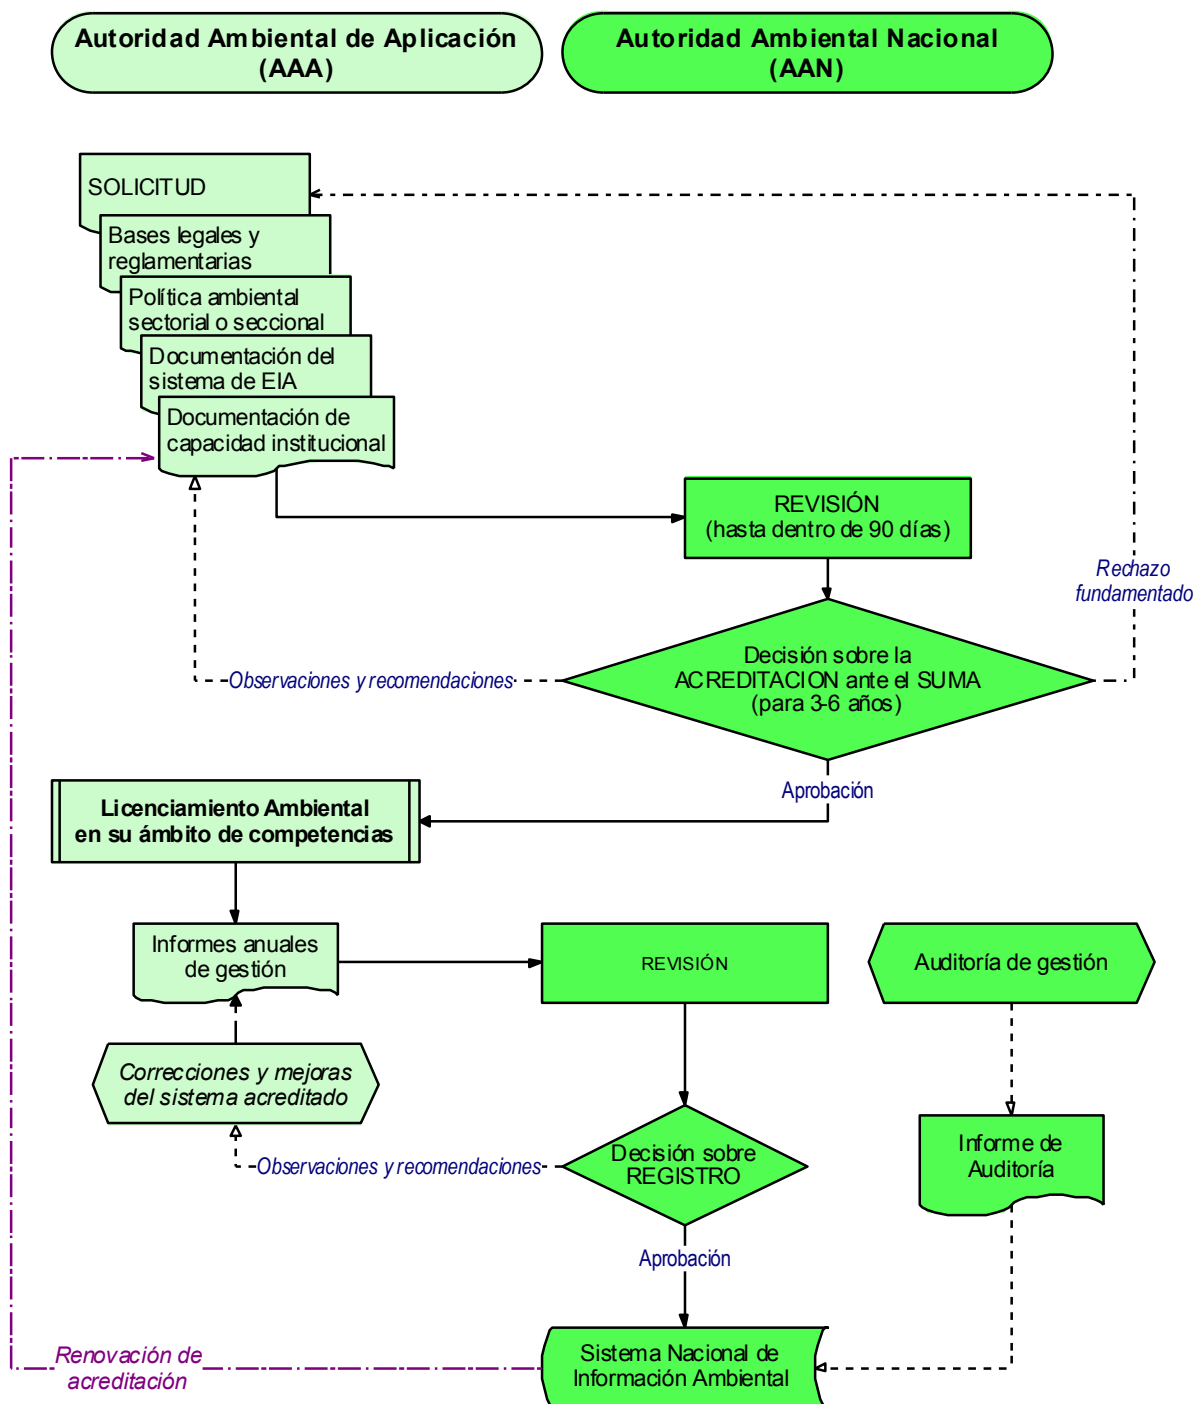 Autoridad Ambiental de Aplicación
(AAA)
Autoridad Ambiental Nacional
(AAN)
SOLICITUD
Bases legales y
reglamentarias
Política ambiental
sectorial o seccional
Documentación del
sistema de EIA
Documentación de
capacidad institucional
REVISIÓN
(hasta dentro de 90 días)
Rechazo
fundamentado
Decisión sobre la
ACREDITACION ante el SUMA
(para 3-6 años)
Observaciones y recomendaciones
Aprobación
Licenciamiento Ambiental
en su ámbito de competencias
Informes anuales
de gestión
REVISIÓN
Auditoría de gestión
Correcciones y mejoras
del sistema acreditado
Decisión sobre
REGISTRO
Observaciones y recomendaciones
Informe de
Auditoría
Aprobación
Sistema Nacional de
Información Ambiental
Renovación de
acreditación